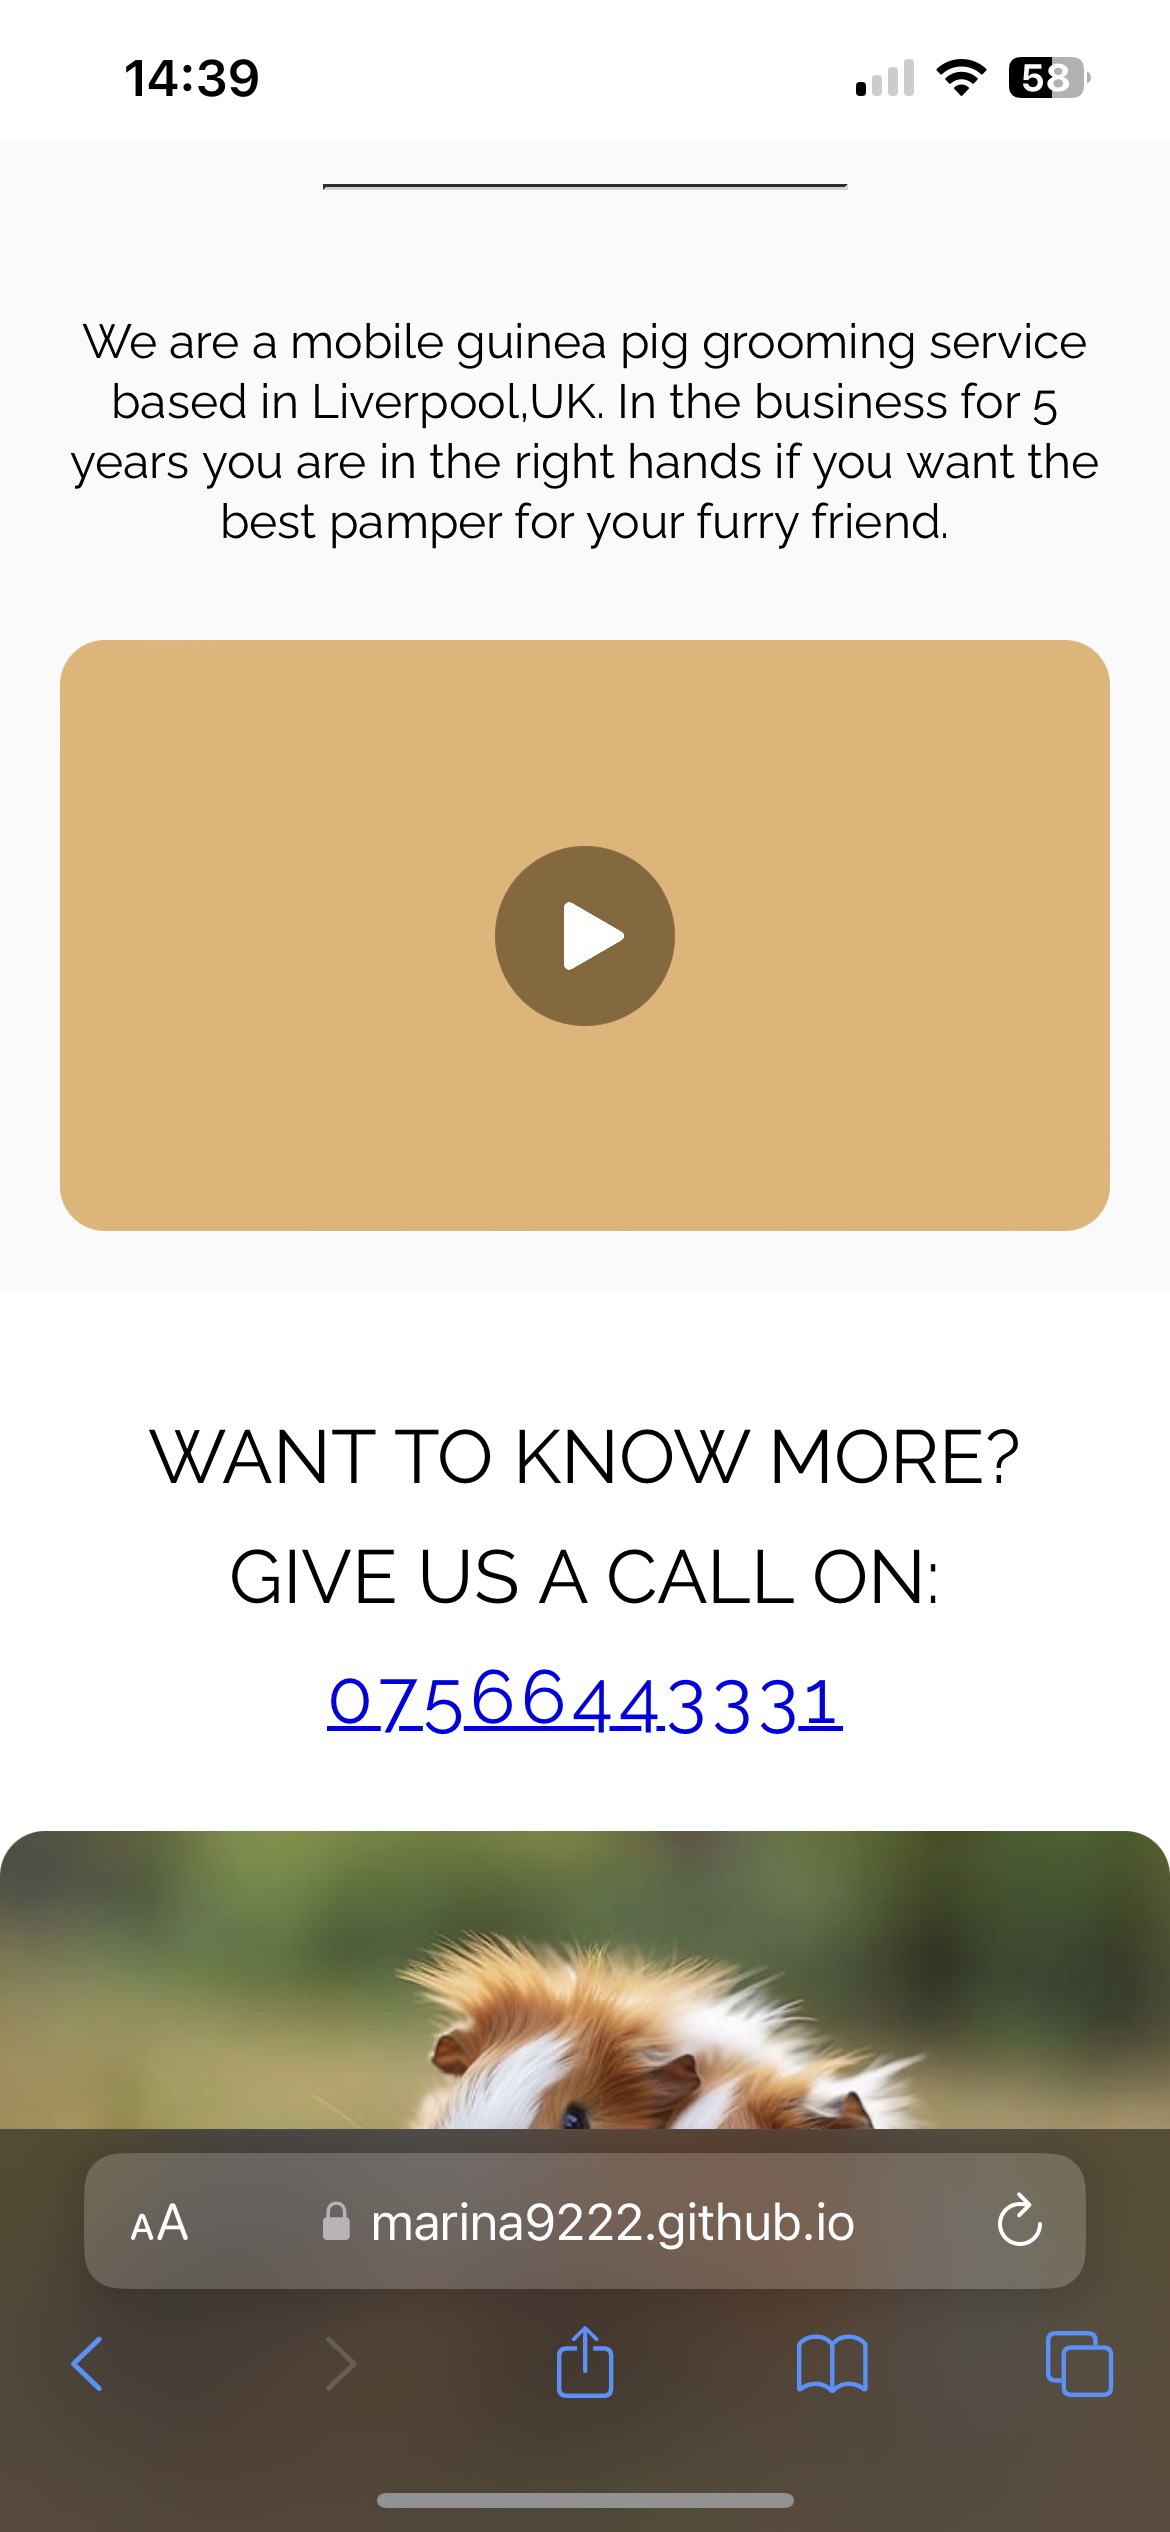 14:39
58
We are a mobile guinea pig grooming service
based in Liverpool,UK. In the business for 5
years you are in the right hands if you want the
best pamper for your furry friend.
WANT TO KNOW MORE?
GIVE US A CALL ON:
07566443331
AA
marina9222.github.io